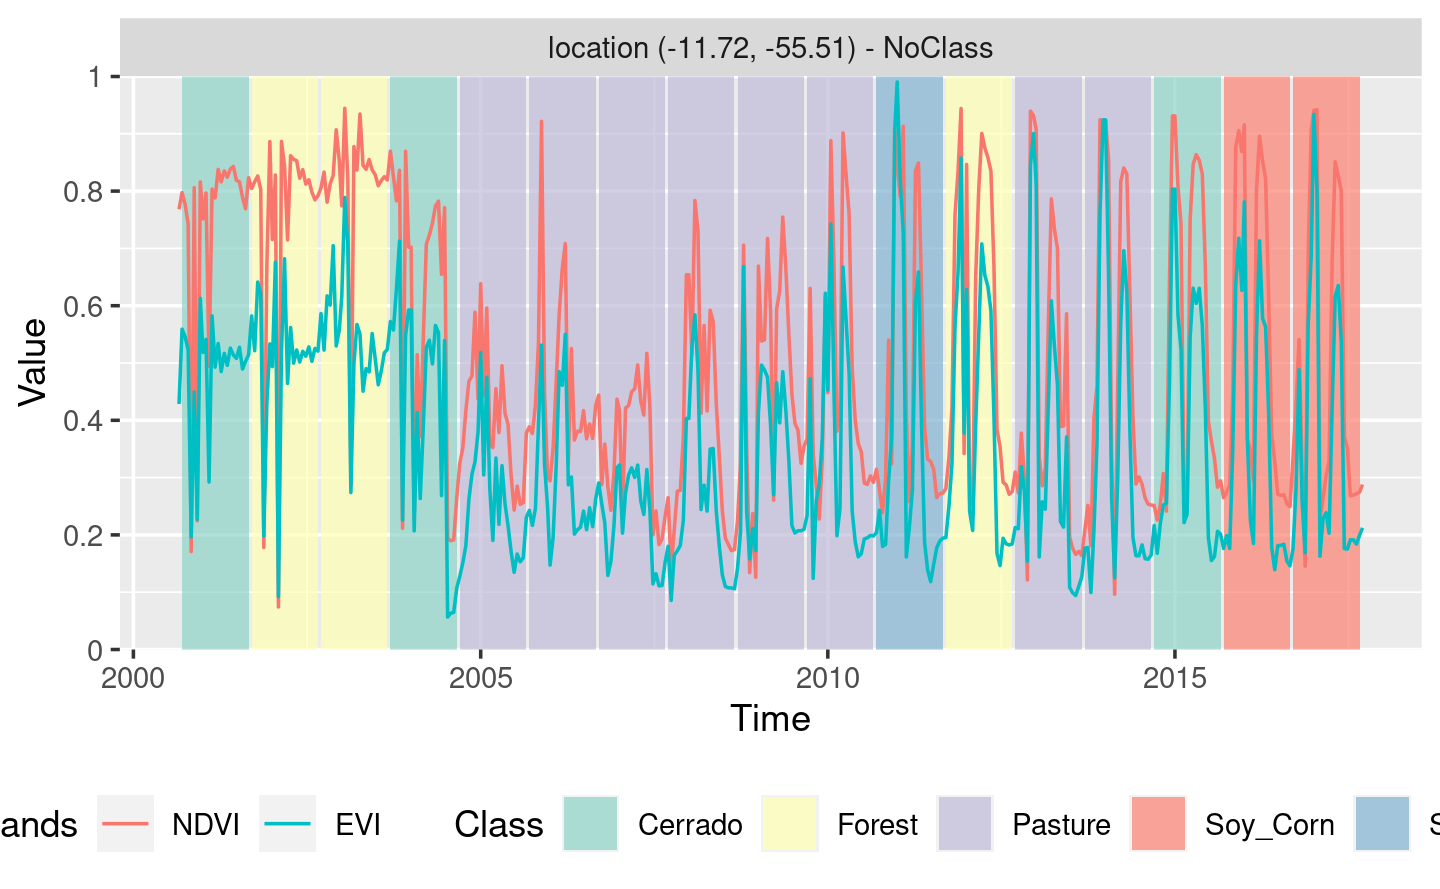 location (-11.72, -55.51) - NoClass
1
0.8
0.6
0.4
0.2
0
Value
2000 2005 2010 2015
Time
ands NDVI EVI Class Cerrado Forest Pasture Soy_Corn S